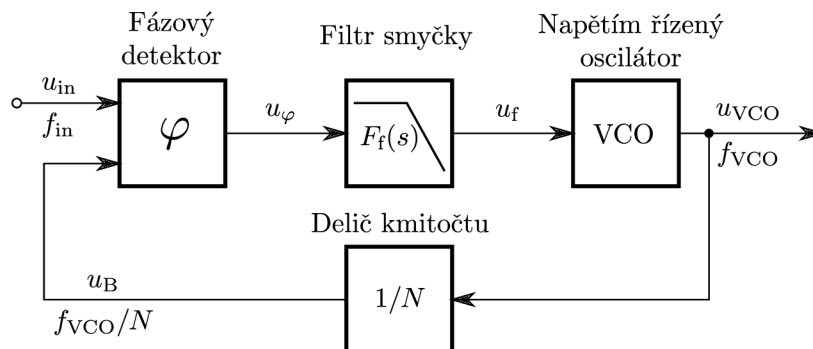 Fázový
detektor
Filtr smyčky
Napětím řízený
oscilátor
u_in
f_in
φ
u_φ
F_f(s)
u_f
VCO
u_VCO
f_VCO
Delič kmitočtu
1/N
u_B
f_VCO/N